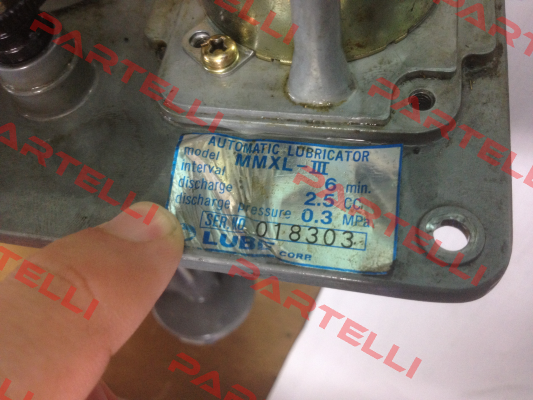 AUTOMATIC LUBRICATOR
model MMXL-III
interval 6 min.
discharge : 2.5 CC.
discharge pressure 0.3 MPa
SER.NO. 018303
LUBE CORP.
PARTELLI
PARTELLI
PARTELLI
PARTELLI
PARTELLI
PARTELLI